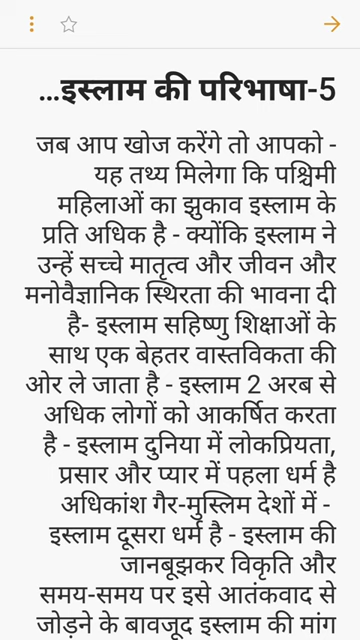 5-इस्लाम की परिभाषा...
जब आप खोज करेंगे तो आपको -
यह तथ्य मिलेगा कि पश्चिमी
महिलाओं का झुकाव इस्लाम के
प्रति अधिक है - क्योंकि इस्लाम ने
उन्हें सच्चे मातृत्व और जीवन और
मनोवैज्ञानिक स्थिरता की भावना दी
है- इस्लाम सहिष्णु शिक्षाओं के
साथ एक बेहतर वास्तविकता की
ओर ले जाता है - इस्लाम 2 अरब से
अधिक लोगों को आकर्षित करता
है - इस्लाम दुनिया में लोकप्रियता,
प्रसार और प्यार में पहला धर्म है
अधिकांश गैर-मुस्लिम देशों में -
इस्लाम दूसरा धर्म है - इस्लाम की
जानबूझकर विकृति और
समय-समय पर इसे आतंकवाद से
जोड़ने के बावजूद इस्लाम की मांग